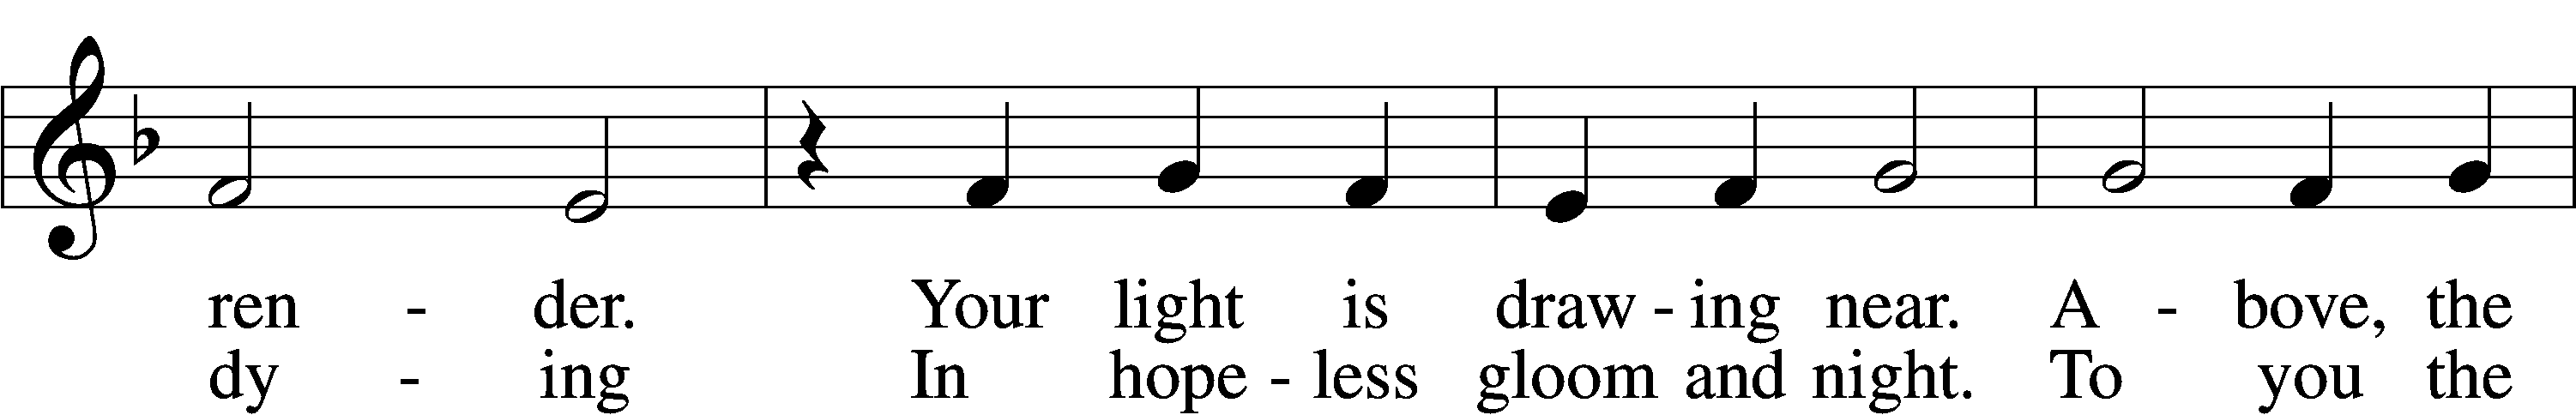 ren - der. Your light is draw - ing near. A - bove, the
dy - ing In hope - less gloom and night. To you the